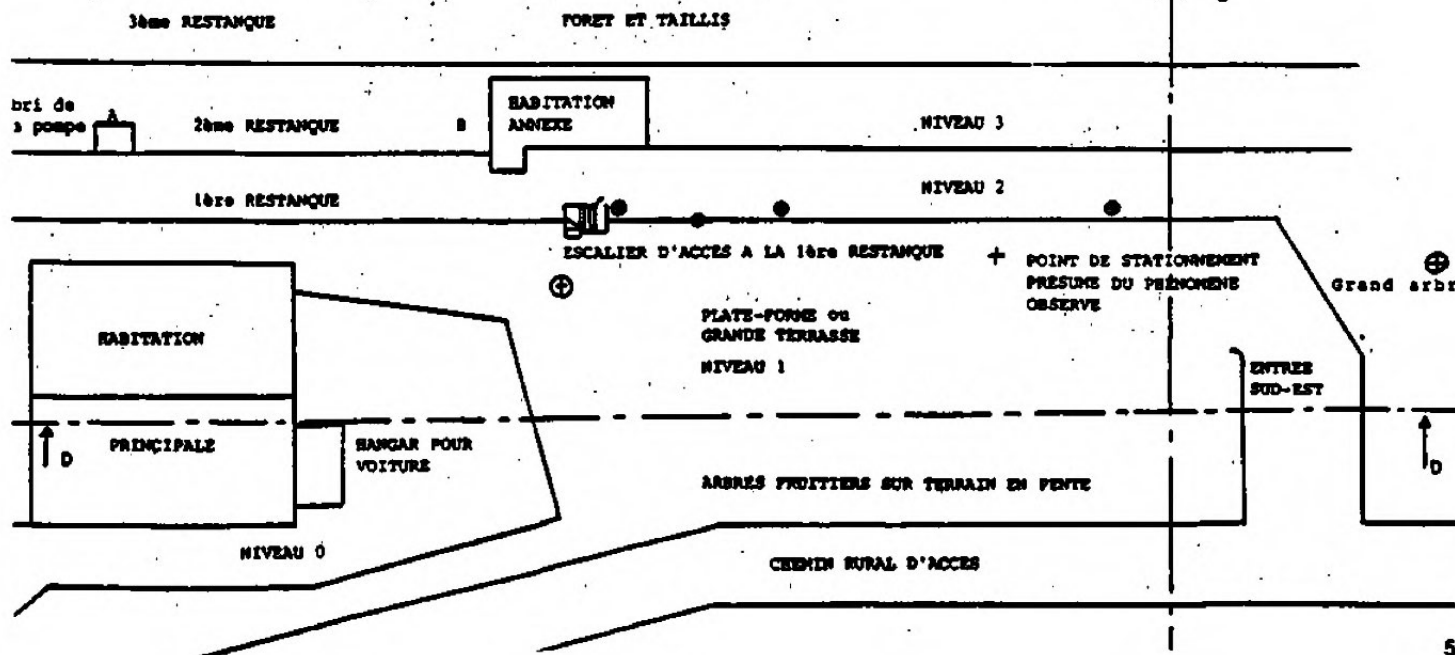 3ème RESTANQUE
FORET ET TAILLIS
bri de
a pompe
A
2ème RESTANQUE
B
HABITATION
ANNEXE
NIVEAU 3
1ère RESTANQUE
NIVEAU 2
ESCALIER D'ACCES A LA 1ère RESTANQUE
POINT DE STATIONNEMENT
PRESUME DU PHENOMENE
OBSERVE
Grand arbr
PLATE-FORME ou
GRANDE TERRASSE
NIVEAU 1
HABITATION
ENTREE
SUD-EST
D
PRINCIPALE
HANGAR POUR
VOITURE
D
ARBRES FRUITIERS SUR TERRAIN EN PENTE
NIVEAU 0
CHEMIN RURAL D'ACCES
S